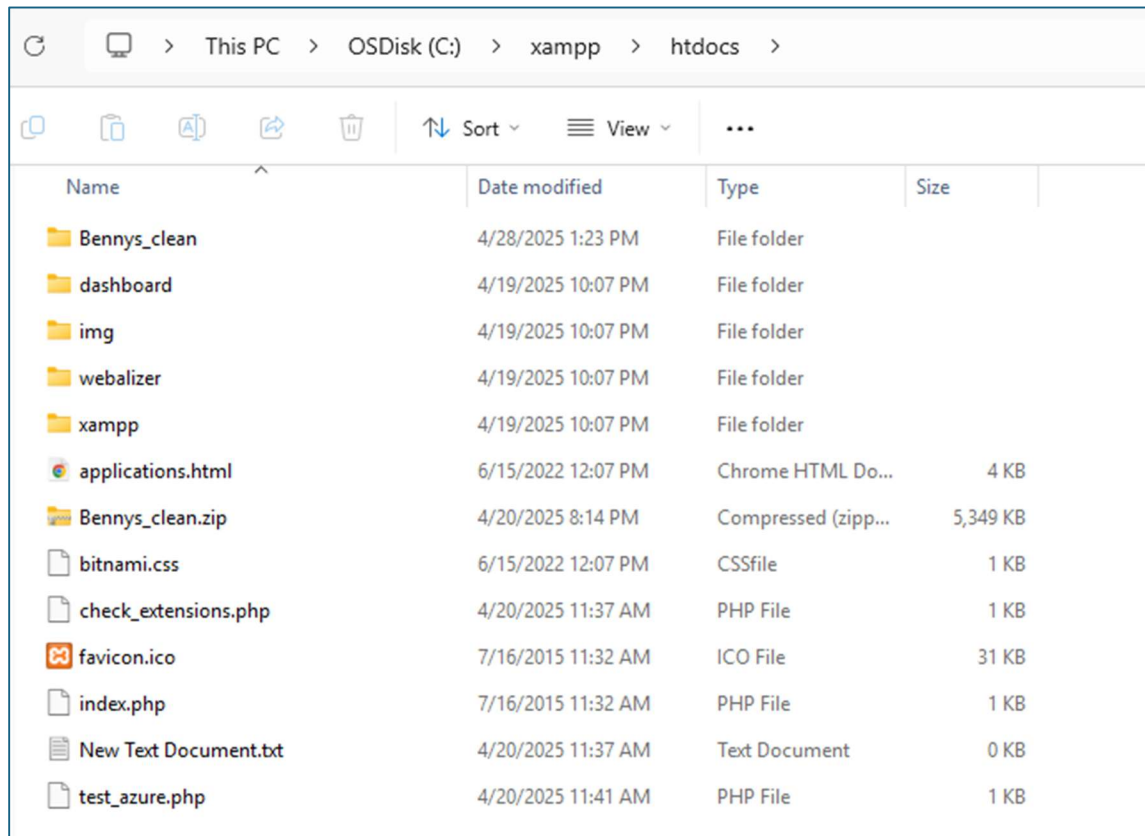 This PC > OSDisk (C:) > xampp > htdocs >
Sort View ...
Name Date modified Type Size
Bennys_clean 4/28/2025 1:23 PM File folder
dashboard 4/19/2025 10:07 PM File folder
img 4/19/2025 10:07 PM File folder
webalizer 4/19/2025 10:07 PM File folder
xampp 4/19/2025 10:07 PM File folder
applications.html 6/15/2022 12:07 PM Chrome HTML Do... 4 KB
Bennys_clean.zip 4/20/2025 8:14 PM Compressed (zipp... 5,349 KB
bitnami.css 6/15/2022 12:07 PM CSSfile 1 KB
check_extensions.php 4/20/2025 11:37 AM PHP File 1 KB
favicon.ico 7/16/2015 11:32 AM ICO File 31 KB
index.php 7/16/2015 11:32 AM PHP File 1 KB
New Text Document.txt 4/20/2025 11:37 AM Text Document 0 KB
test_azure.php 4/20/2025 11:41 AM PHP File 1 KB